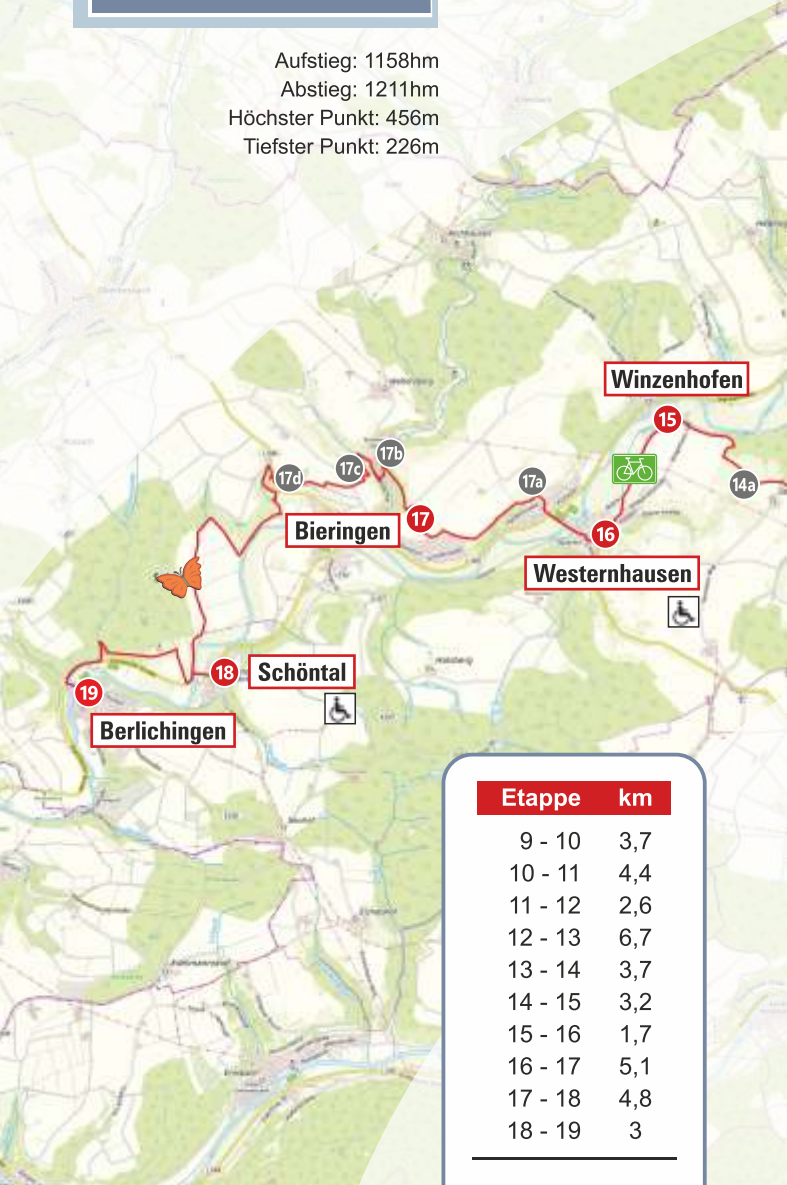 Aufstieg: 1158hm
Abstieg: 1211hm
Höchster Punkt: 456m
Tiefster Punkt: 226m
Winzenhofen
15
17b
17c
17d
17a
14a
17
Bieringen
16
Westernhausen
18
Schöntal
19
Berlichingen
Etappe km
9 - 10 3,7
10 - 11 4,4
11 - 12 2,6
12 - 13 6,7
13 - 14 3,7
14 - 15 3,2
15 - 16 1,7
16 - 17 5,1
17 - 18 4,8
18 - 19 3